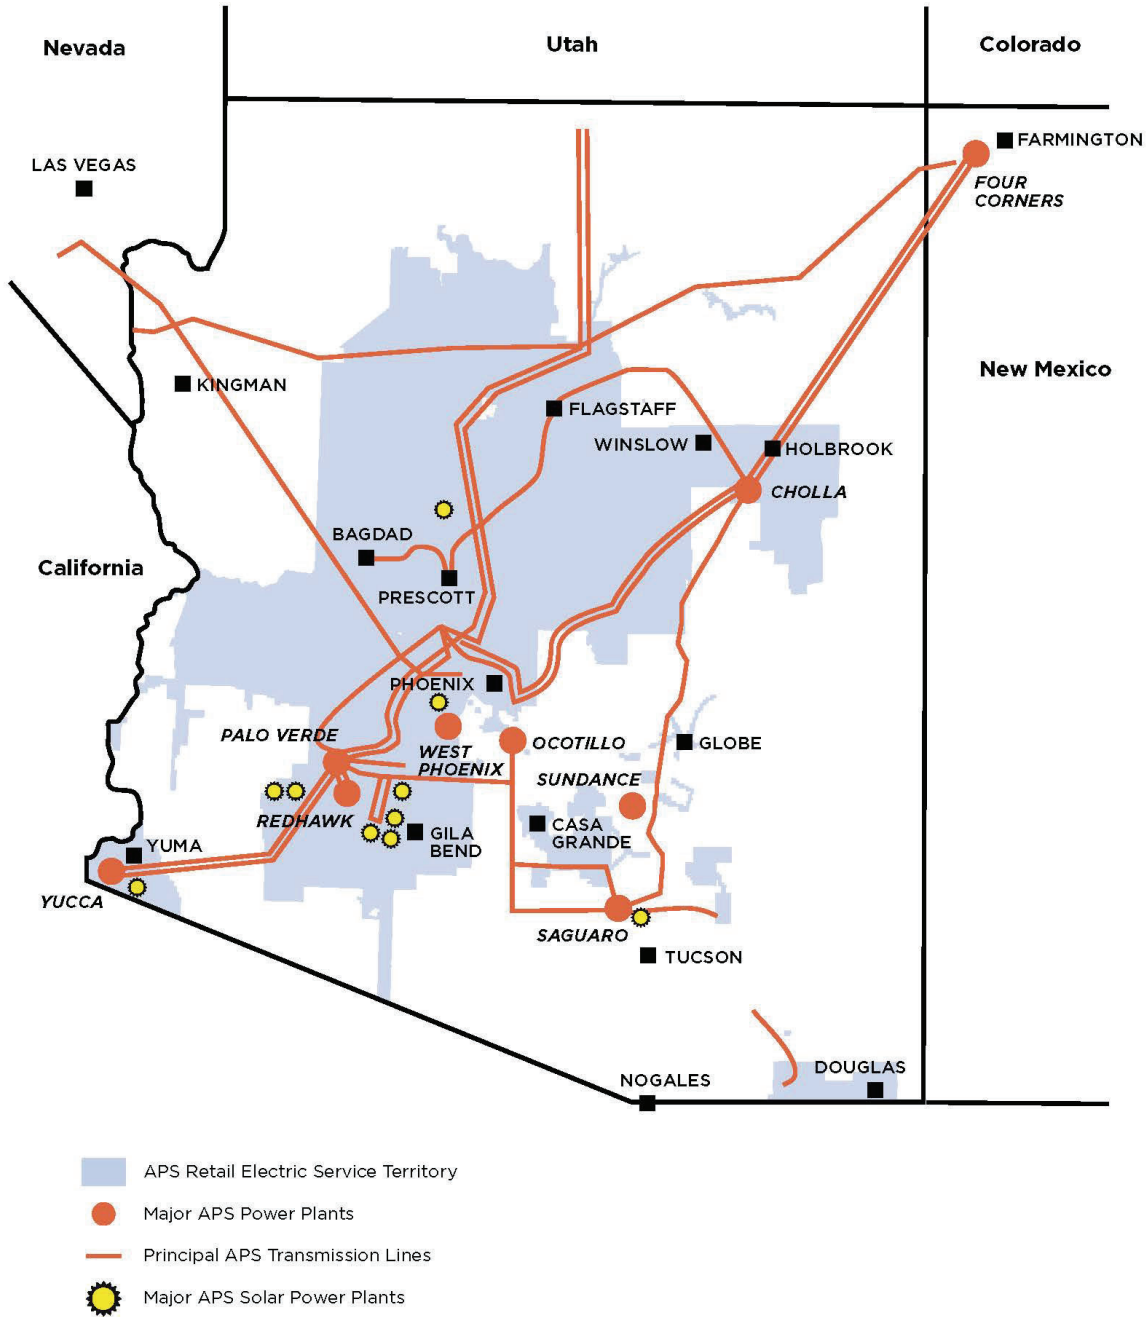 Nevada
Utah
Colorado
FARMINGTON
LAS VEGAS
FOUR
CORNERS
New Mexico
KINGMAN
FLAGSTAFF
WINSLOW
HOLBROOK
CHOLLA
BAGDAD
California
PRESCOTT
PHOENIX
PALO VERDE
WEST
PHOENIX
OCOTILLO
GLOBE
SUNDANCE
REDHAWK
GILA
BEND
CASA
GRANDE
YUMA
YUCCA
SAGUARO
TUCSON
DOUGLAS
NOGALES
APS Retail Electric Service Territory
Major APS Power Plants
Principal APS Transmission Lines
Major APS Solar Power Plants